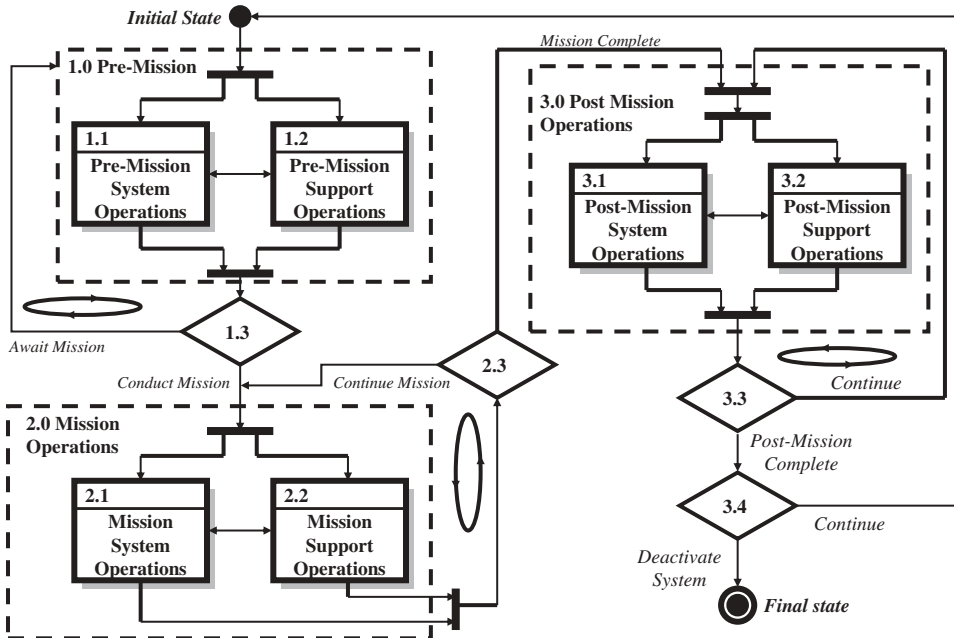 Initial State
1.0 Pre-Mission
1.1
Pre-Mission
System
Operations
1.2
Pre-Mission
Support
Operations
1.3
Await Mission
Conduct Mission
Continue Mission
2.3
2.0 Mission
Operations
2.1
Mission
System
Operations
2.2
Mission
Support
Operations
Mission Complete
3.0 Post Mission
Operations
3.1
Post-Mission
System
Operations
3.2
Post-Mission
Support
Operations
3.3
Continue
Post-Mission
Complete
3.4
Continue
Deactivate
System
Final state